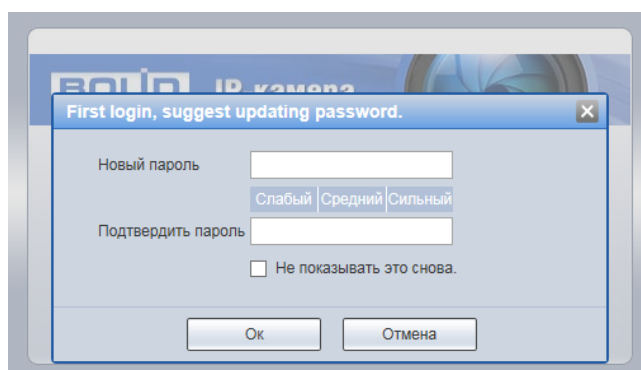 BOLID IP-камера
First login, suggest updating password.
Новый пароль
Слабый Средний Сильный
Подтвердить пароль
Не показывать это снова.
Ок Отмена